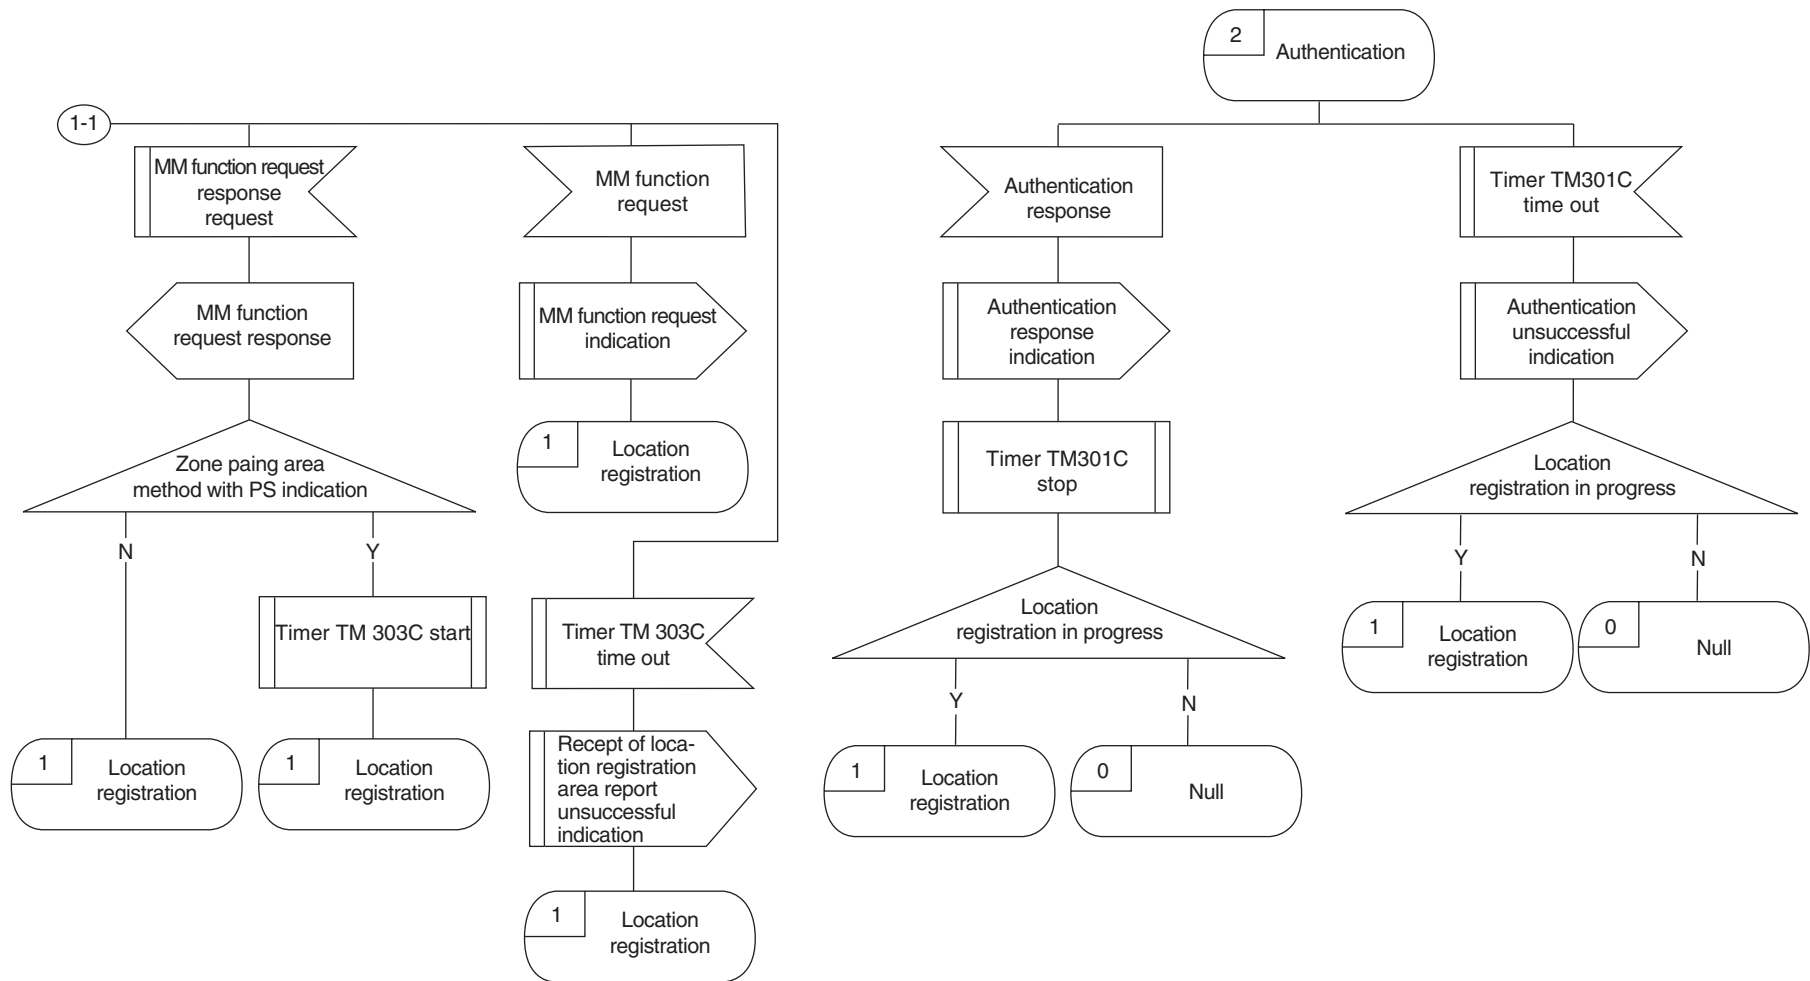 1-1
MM function request
response
request
MM function
request response
Zone paing area
method with PS indication
N
Y
Timer TM 303C start
1
Location
registration
1
Location
registration
MM function
request
MM function request
indication
1
Location
registration
Timer TM 303C
time out
Recept of loca-
tion registration
area report
unsuccessful
indication
1
Location
registration
2
Authentication
Authentication
response
Authentication
response
indication
Timer TM301C
stop
Location
registration in progress
Y
N
1
Location
registration
0
Null
Timer TM301C
time out
Authentication
unsuccessful
indication
Location
registration in progress
Y
N
1
Location
registration
0
Null